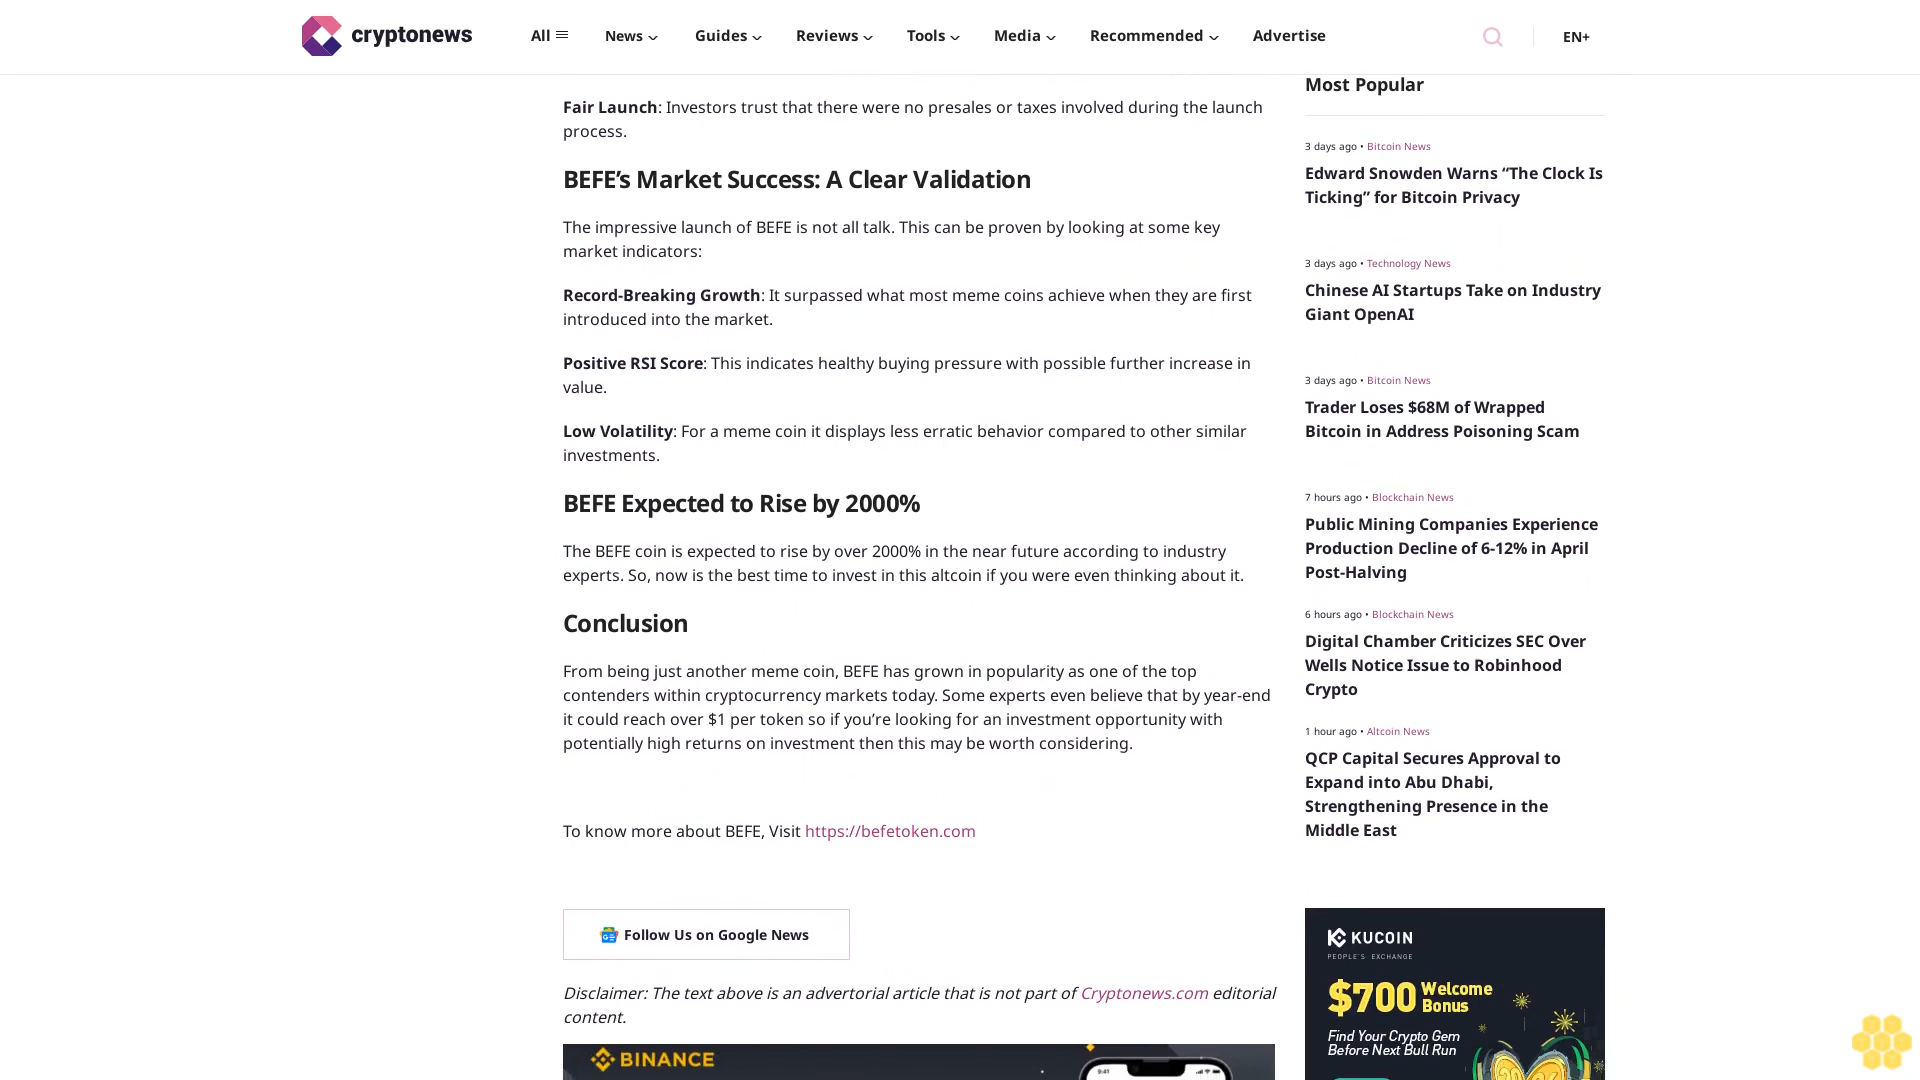 cryptonews
All
News
Guides
Reviews
Tools
Media
Recommended
Advertise
EN+
Fair Launch: Investors trust that there were no presales or taxes involved during the launch
process.
BEFE’s Market Success: A Clear Validation
The impressive launch of BEFE is not all talk. This can be proven by looking at some key
market indicators:
Record-Breaking Growth: It surpassed what most meme coins achieve when they are first
introduced into the market.
Positive RSI Score: This indicates healthy buying pressure with possible further increase in
value.
Low Volatility: For a meme coin it displays less erratic behavior compared to other similar
investments.
BEFE Expected to Rise by 2000%
The BEFE coin is expected to rise by over 2000% in the near future according to industry
experts. So, now is the best time to invest in this altcoin if you were even thinking about it.
Conclusion
From being just another meme coin, BEFE has grown in popularity as one of the top
contenders within cryptocurrency markets today. Some experts even believe that by year-end
it could reach over $1 per token so if you’re looking for an investment opportunity with
potentially high returns on investment then this may be worth considering.
To know more about BEFE, Visit https://befetoken.com
Follow Us on Google News
Disclaimer: The text above is an advertorial article that is not part of Cryptonews.com editorial
content.
BINANCE
9:41
Most Popular
3 days ago • Bitcoin News
Edward Snowden Warns “The Clock Is
Ticking” for Bitcoin Privacy
3 days ago • Technology News
Chinese AI Startups Take on Industry
Giant OpenAI
3 days ago • Bitcoin News
Trader Loses $68M of Wrapped
Bitcoin in Address Poisoning Scam
7 hours ago • Blockchain News
Public Mining Companies Experience
Production Decline of 6-12% in April
Post-Halving
6 hours ago • Blockchain News
Digital Chamber Criticizes SEC Over
Wells Notice Issue to Robinhood
Crypto
1 hour ago • Altcoin News
QCP Capital Secures Approval to
Expand into Abu Dhabi,
Strengthening Presence in the
Middle East
KUCOIN
PEOPLE'S EXCHANGE
$700 Welcome
Bonus
Find Your Crypto Gem
Before Next Bull Run